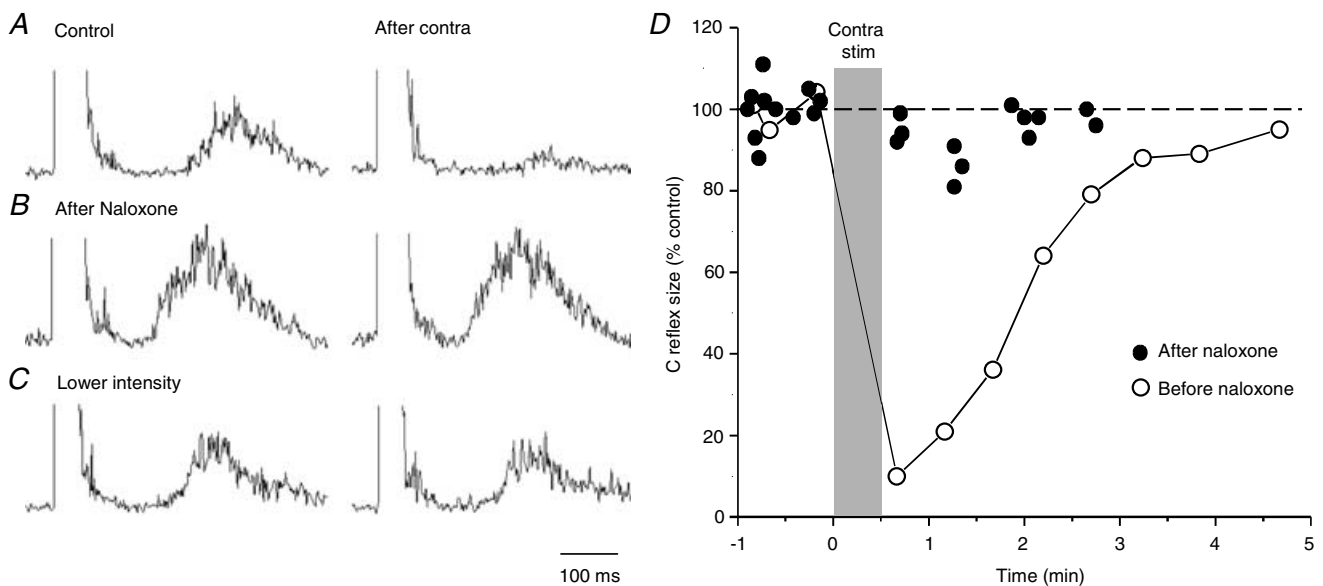 A
Control
After contra
B
After Naloxone
C
Lower intensity
100 ms
D
Contra
stim
C reflex size (% control)
120
100
80
60
40
20
0
After naloxone
Before naloxone
-1
0
1
2
3
4
5
Time (min)